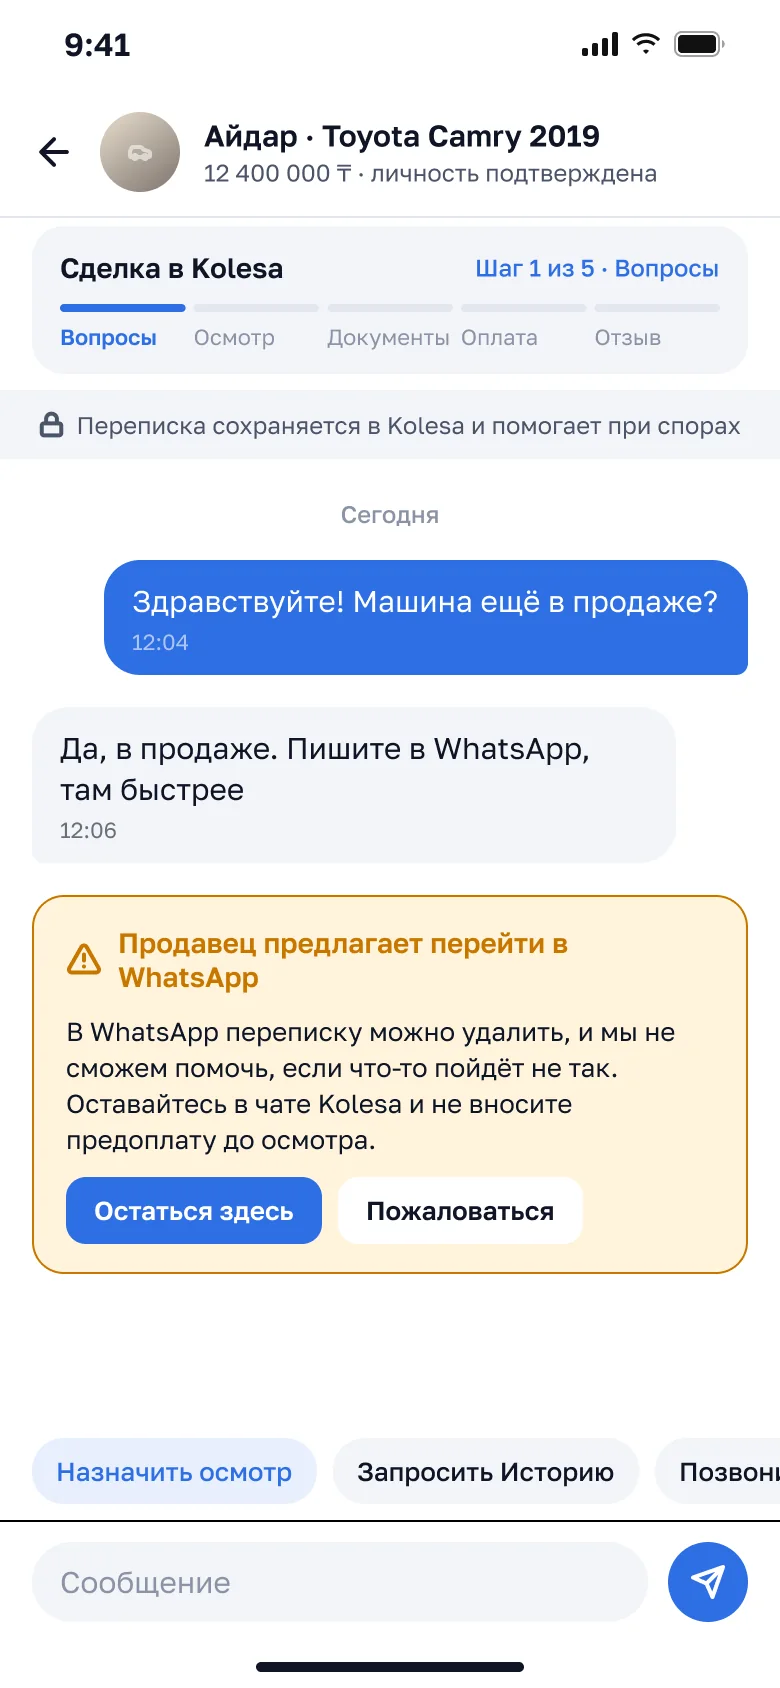 9:41
Айдар · Toyota Camry 2019
12 400 000 ₸ · личность подтверждена
Сделка в Kolesa
Шаг 1 из 5 · Вопросы
Вопросы Осмотр Документы Оплата Отзыв
Переписка сохраняется в Kolesa и помогает при спорах
Сегодня
Здравствуйте! Машина ещё в продаже?
12:04
Да, в продаже. Пишите в WhatsApp,
там быстрее
12:06
Продавец предлагает перейти в
WhatsApp
В WhatsApp переписку можно удалить, и мы не
сможем помочь, если что-то пойдёт не так.
Оставайтесь в чате Kolesa и не вносите
предоплату до осмотра.
Остаться здесь Пожаловаться
Назначить осмотр Запросить Историю
Сообщение